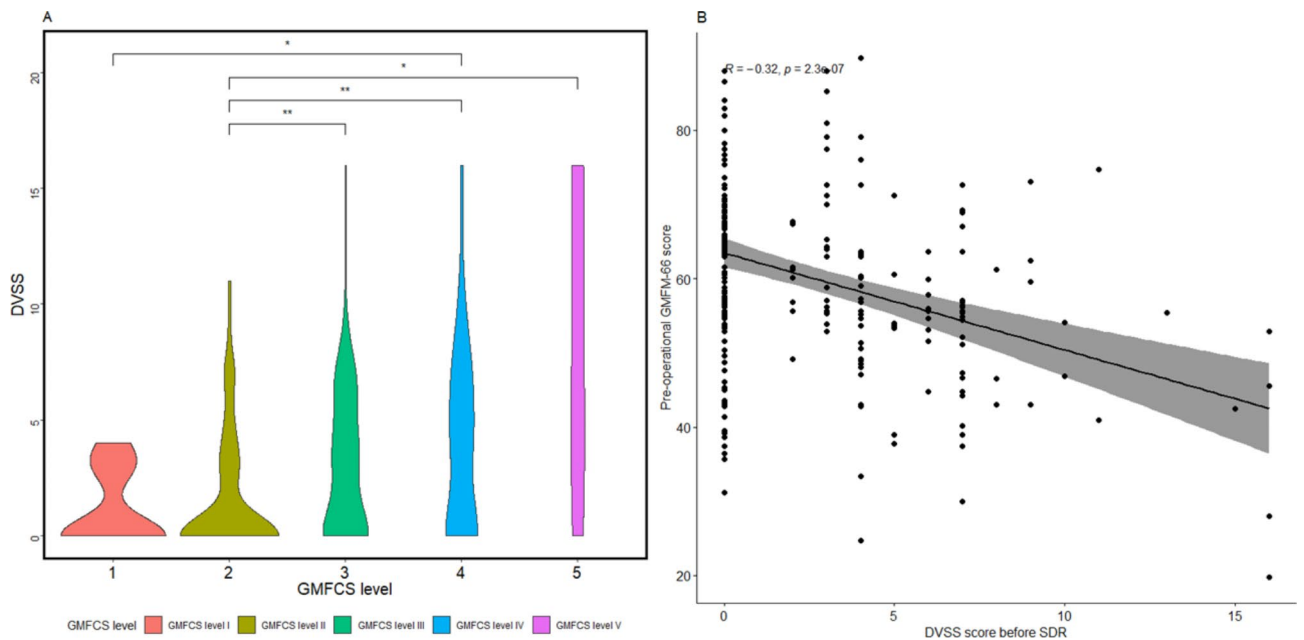 A
*
*
**
**
20
15
10
5
0
DVSS
1 2 3 4 5
GMFCS level
GMFCS level GMFCS level I GMFCS level II GMFCS level III GMFCS level IV GMFCS level V
B
R = −0.32, p = 2.3e-07
80
60
40
20
Pre-operational GMFM-66 score
0 5 10 15
DVSS score before SDR